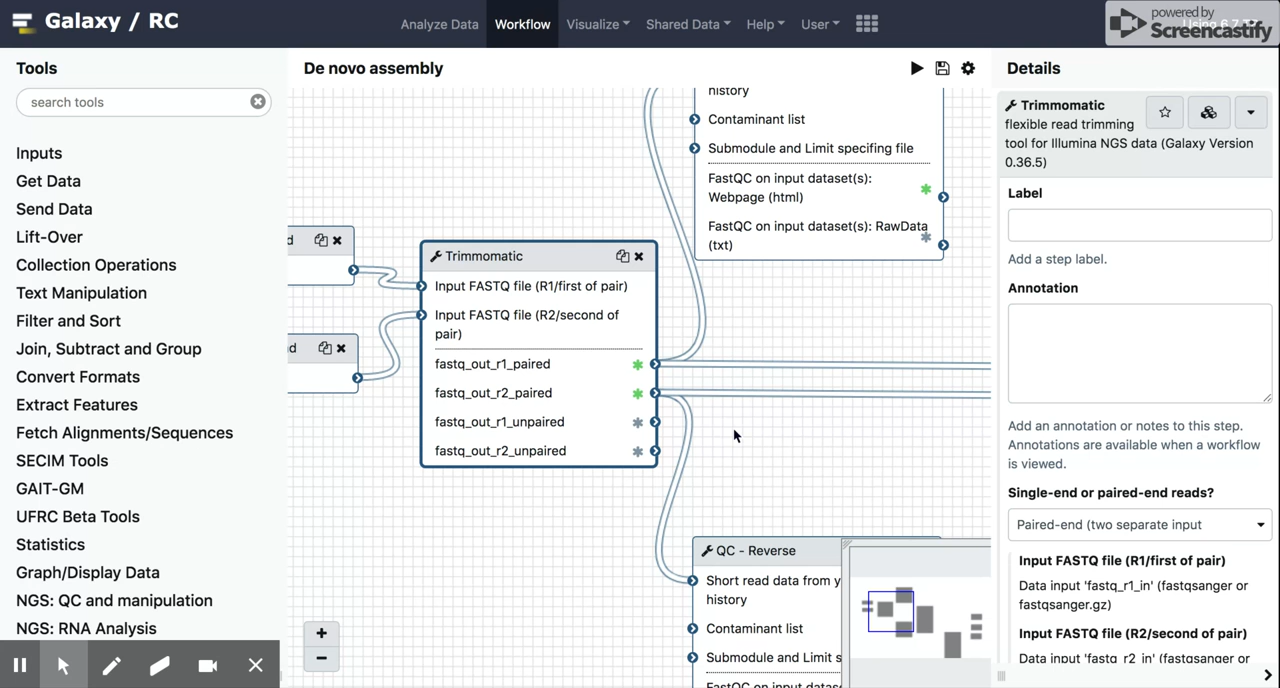 Galaxy / RC
Analyze Data
Workflow
Visualize
Shared Data
Help
User
powered by
Screencastify
Tools
search tools
Inputs
Get Data
Send Data
Lift-Over
Collection Operations
Text Manipulation
Filter and Sort
Join, Subtract and Group
Convert Formats
Extract Features
Fetch Alignments/Sequences
SECIM Tools
GAIT-GM
UFRC Beta Tools
Statistics
Graph/Display Data
NGS: QC and manipulation
NGS: RNA Analysis
De novo assembly
history
Contaminant list
Submodule and Limit specifing file
FastQC on input dataset(s):
Webpage (html)
FastQC on input dataset(s): RawData
(txt)
d
d
Trimmomatic
Input FASTQ file (R1/first of pair)
Input FASTQ file (R2/second of
pair)
fastq_out_r1_paired
fastq_out_r2_paired
fastq_out_r1_unpaired
fastq_out_r2_unpaired
QC - Reverse
Short read data from y
history
Contaminant list
Submodule and Limit s
FastQC on input datas
Details
Trimmomatic
flexible read trimming
tool for Illumina NGS data (Galaxy Version
0.36.5)
Label
Add a step label.
Annotation
Add an annotation or notes to this step.
Annotations are available when a workflow
is viewed.
Single-end or paired-end reads?
Paired-end (two separate input
Input FASTQ file (R1/first of pair)
Data input 'fastq_r1_in' (fastqsanger or
fastqsanger.gz)
Input FASTQ file (R2/second of pair)
Data input 'fastq_r2_in' (fastqsanger or